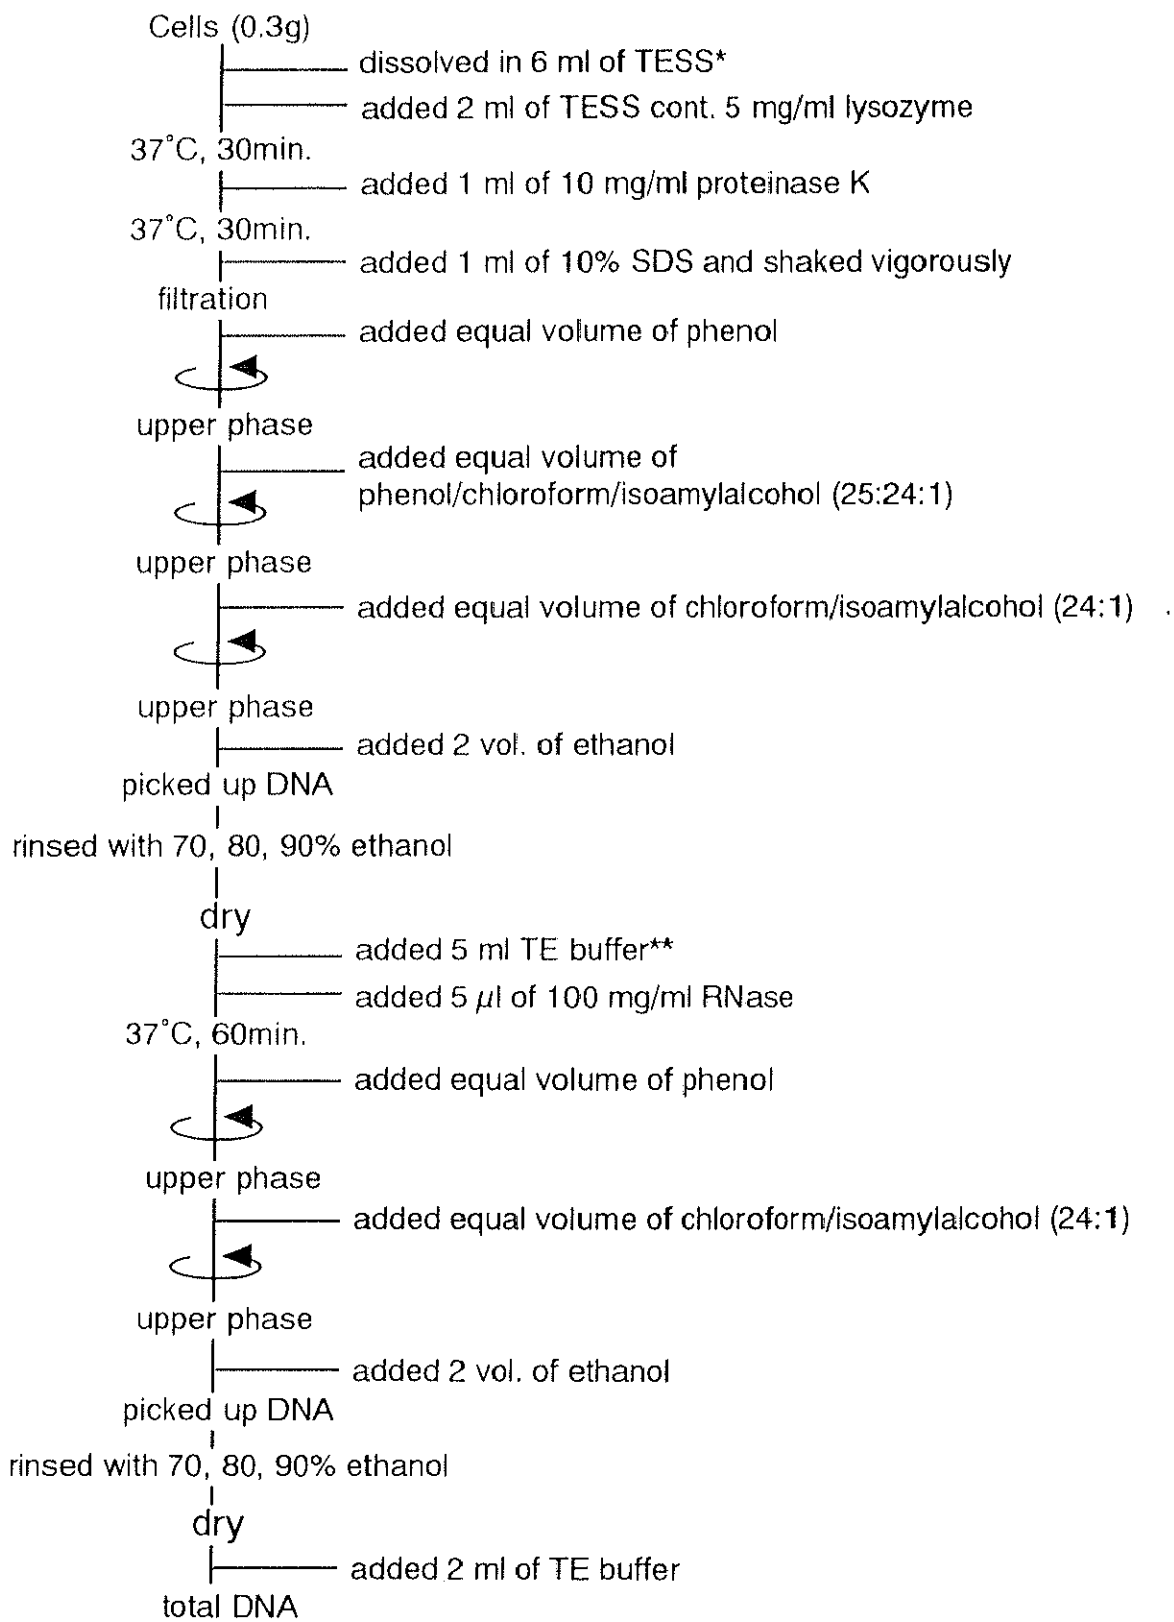 Cells (0.3g)
dissolved in 6 ml of TESS*
added 2 ml of TESS cont. 5 mg/ml lysozyme
37°C, 30min.
added 1 ml of 10 mg/ml proteinase K
37°C, 30min.
added 1 ml of 10% SDS and shaked vigorously
filtration
added equal volume of phenol
upper phase
added equal volume of
phenol/chloroform/isoamylalcohol (25:24:1)
upper phase
added equal volume of chloroform/isoamylalcohol (24:1)
upper phase
added 2 vol. of ethanol
picked up DNA
rinsed with 70, 80, 90% ethanol
dry
added 5 ml TE buffer**
added 5 µl of 100 mg/ml RNase
37°C, 60min.
added equal volume of phenol
upper phase
added equal volume of chloroform/isoamylalcohol (24:1)
upper phase
added 2 vol. of ethanol
picked up DNA
rinsed with 70, 80, 90% ethanol
dry
added 2 ml of TE buffer
total DNA